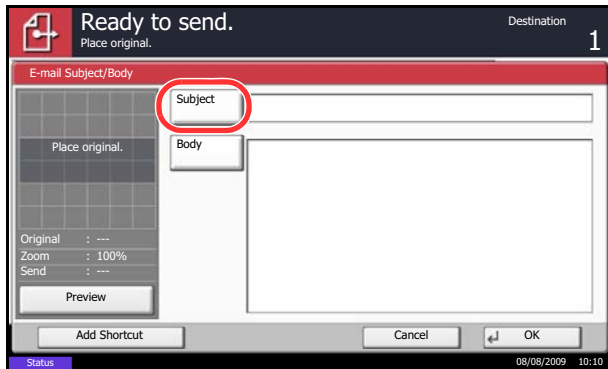 Ready to send.
Destination
Place original.
1
E-mail Subject/Body
Subject
Place original.
Body
Original : ---
Zoom : 100%
Send : ---
Preview
Add Shortcut
Cancel
OK
Status
08/08/2009 10:10